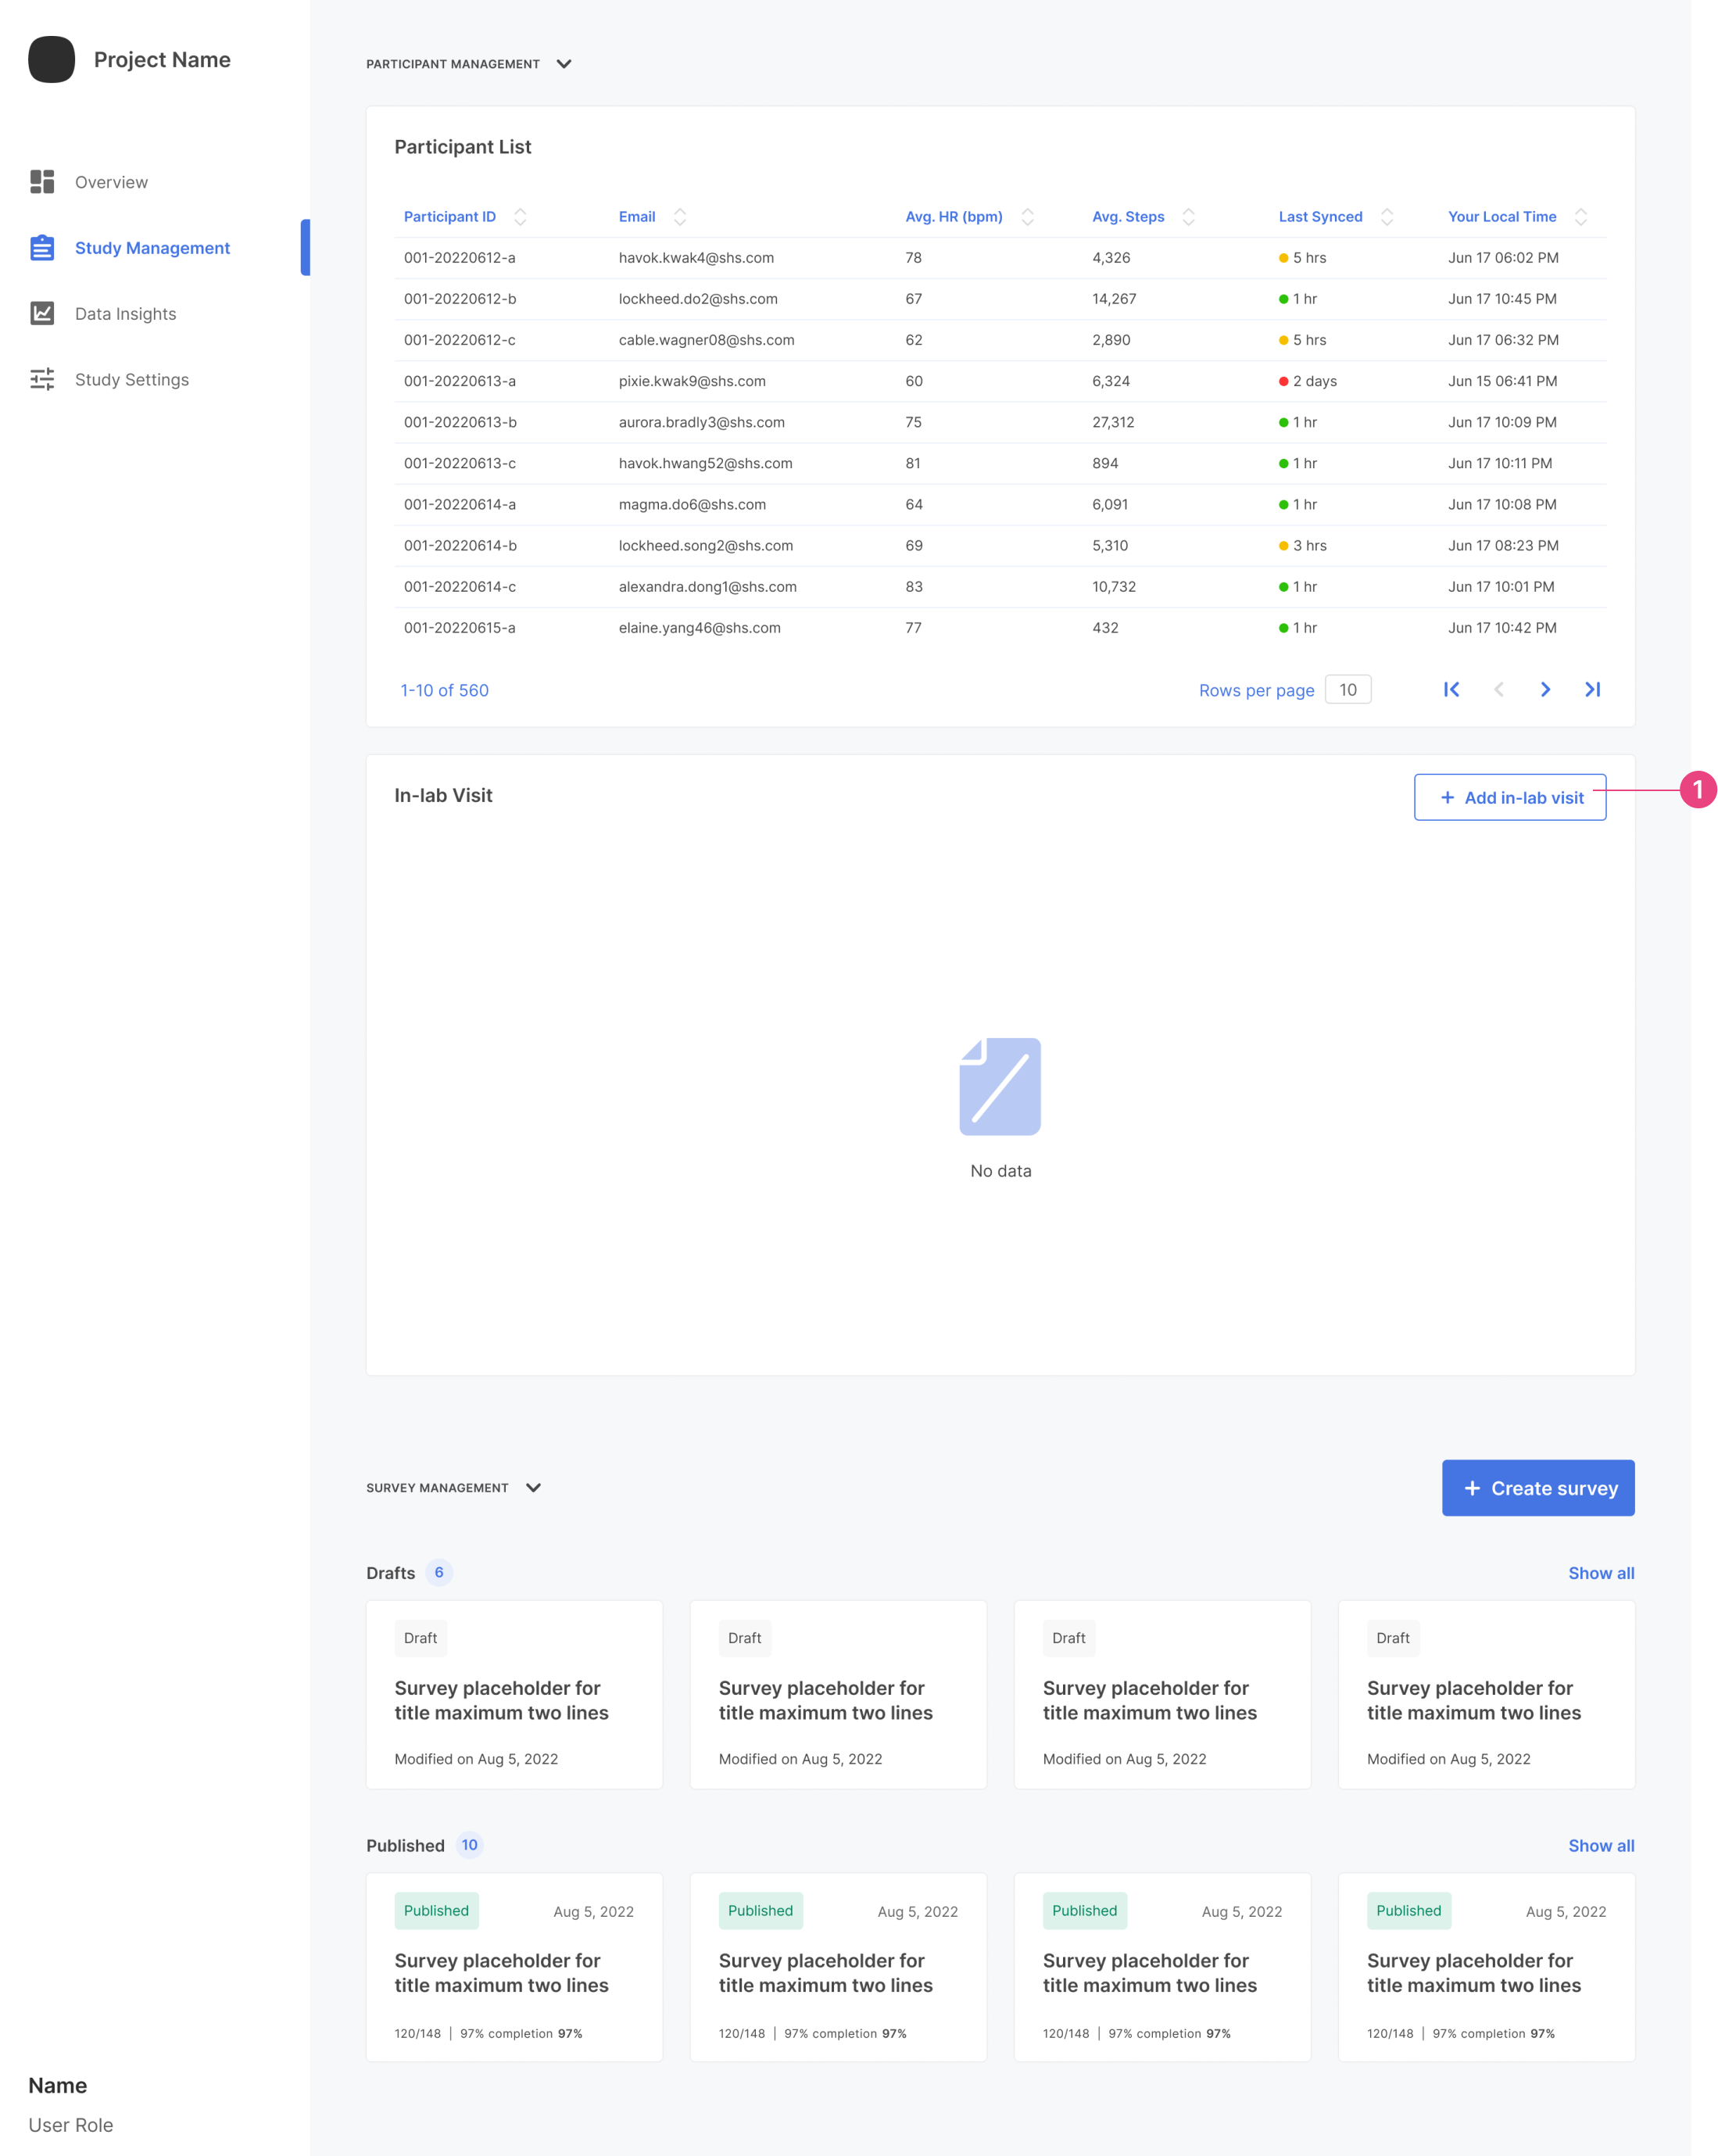 Project Name
Overview
Study Management
Data Insights
Study Settings
Name
User Role
PARTICIPANT MANAGEMENT
Participant List
Participant ID Email Avg. HR (bpm) Avg. Steps Last Synced Your Local Time
001-20220612-a havok.kwak4@shs.com 78 4,326 5 hrs Jun 17 06:02 PM
001-20220612-b lockheed.do2@shs.com 67 14,267 1 hr Jun 17 10:45 PM
001-20220612-c cable.wagner08@shs.com 62 2,890 5 hrs Jun 17 06:32 PM
001-20220613-a pixie.kwak9@shs.com 60 6,324 2 days Jun 15 06:41 PM
001-20220613-b aurora.bradly3@shs.com 75 27,312 1 hr Jun 17 10:09 PM
001-20220613-c havok.hwang52@shs.com 81 894 1 hr Jun 17 10:11 PM
001-20220614-a magma.do6@shs.com 64 6,091 1 hr Jun 17 10:08 PM
001-20220614-b lockheed.song2@shs.com 69 5,310 3 hrs Jun 17 08:23 PM
001-20220614-c alexandra.dong1@shs.com 83 10,732 1 hr Jun 17 10:01 PM
001-20220615-a elaine.yang46@shs.com 77 432 1 hr Jun 17 10:42 PM
1-10 of 560 Rows per page 10
In-lab Visit + Add in-lab visit 1
No data
SURVEY MANAGEMENT + Create survey
Drafts 6 Show all
Draft Draft Draft Draft
Survey placeholder for Survey placeholder for Survey placeholder for Survey placeholder for
title maximum two lines title maximum two lines title maximum two lines title maximum two lines
Modified on Aug 5, 2022 Modified on Aug 5, 2022 Modified on Aug 5, 2022 Modified on Aug 5, 2022
Published 10 Show all
Published Aug 5, 2022 Published Aug 5, 2022 Published Aug 5, 2022 Published Aug 5, 2022
Survey placeholder for Survey placeholder for Survey placeholder for Survey placeholder for
title maximum two lines title maximum two lines title maximum two lines title maximum two lines
120/148 | 97% completion 97% 120/148 | 97% completion 97% 120/148 | 97% completion 97% 120/148 | 97% completion 97%